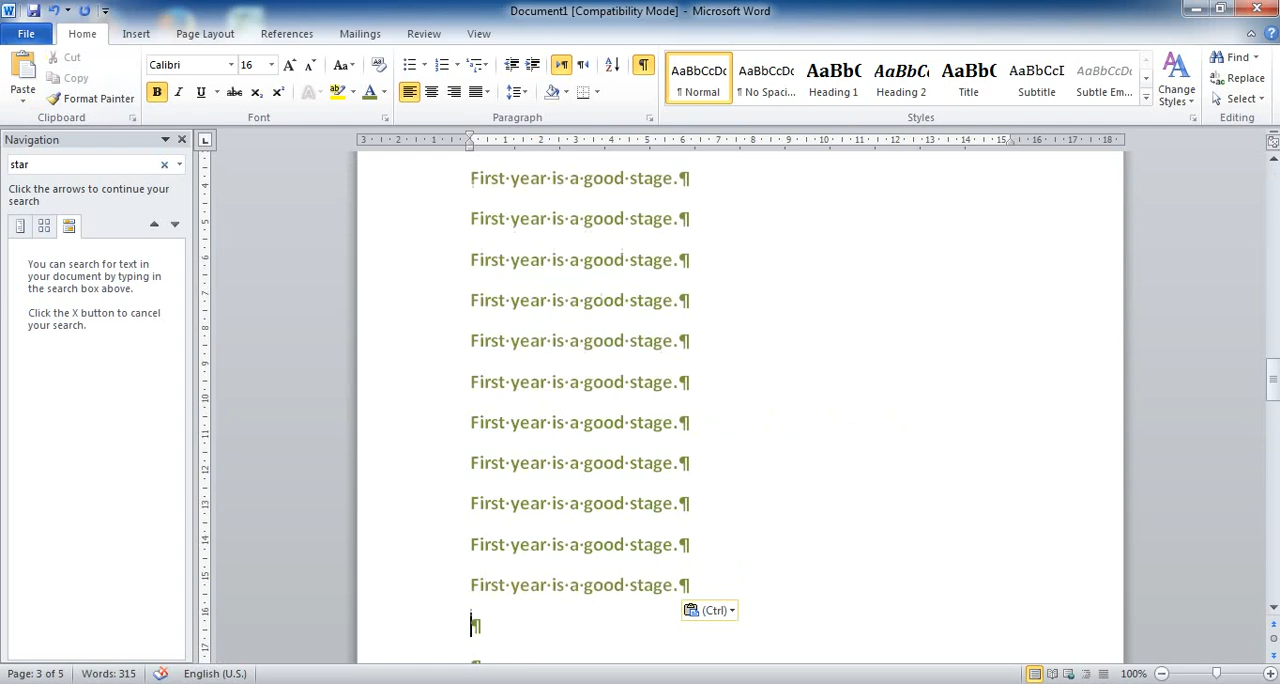 Document1 [Compatibility Mode] - Microsoft Word
File Home Insert Page Layout References Mailings Review View
Paste
Cut
Copy
Format Painter
Clipboard
Calibri 16
Font
Paragraph
AaBbCcDc AaBbCcDc AaBbC AaBbCc AaBbC AaBbCcI AaBbCcDc
¶ Normal ¶ No Spaci... Heading 1 Heading 2 Title Subtitle Subtle Em...
Styles
Change Styles
Find
Replace
Select
Editing
Navigation
star
Click the arrows to continue your
search
You can search for text in
your document by typing in
the search box above.
Click the X button to cancel
your search.
First·year·is·a·good·stage.¶
First·year·is·a·good·stage.¶
First·year·is·a·good·stage.¶
First·year·is·a·good·stage.¶
First·year·is·a·good·stage.¶
First·year·is·a·good·stage.¶
First·year·is·a·good·stage.¶
First·year·is·a·good·stage.¶
First·year·is·a·good·stage.¶
First·year·is·a·good·stage.¶
First·year·is·a·good·stage.¶
(Ctrl)
¶
Page: 3 of 5 Words: 315 English (U.S.) 100%